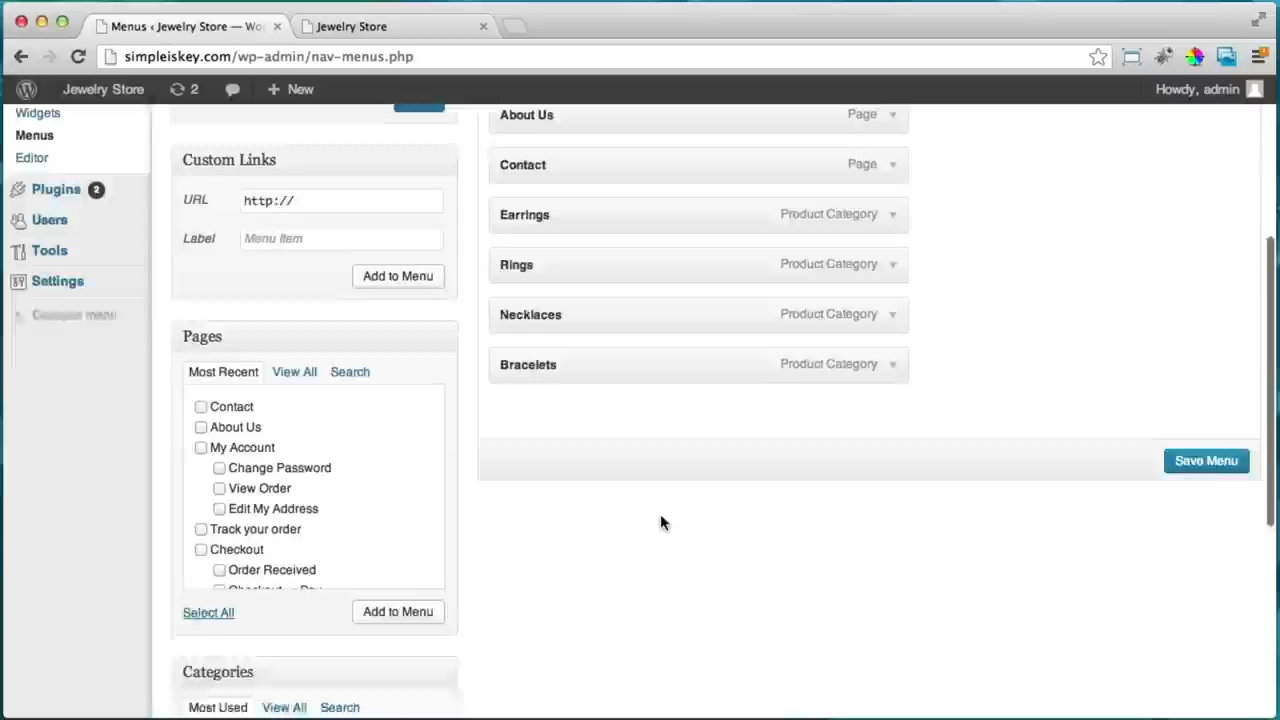 Menus ‹ Jewelry Store — Wo
Jewelry Store
simpleiskey.com/wp-admin/nav-menus.php
Jewelry Store 2 + New Howdy, admin
Widgets
Menus
Editor
Plugins 2
Users
Tools
Settings
Collapse menu
Custom Links
URL http://
Label Menu Item
Add to Menu
Pages
Most Recent View All Search
Contact
About Us
My Account
Change Password
View Order
Edit My Address
Track your order
Checkout
Order Received
Select All Add to Menu
Categories
Most Used View All Search
About Us Page
Contact Page
Earrings Product Category
Rings Product Category
Necklaces Product Category
Bracelets Product Category
Save Menu